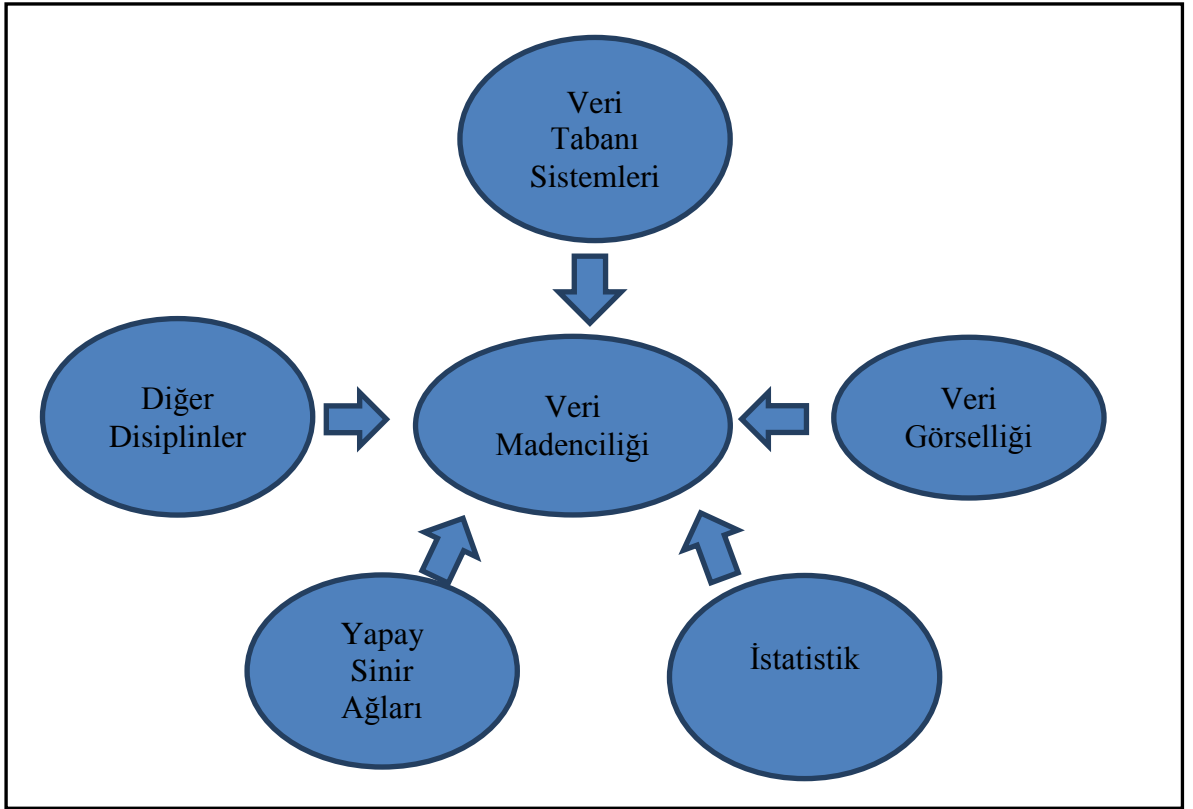 Veri
Tabanı
Sistemleri
Diğer
Disiplinler
Veri
Madenciliği
Veri
Görselliği
Yapay
Sinir
Ağları
İstatistik